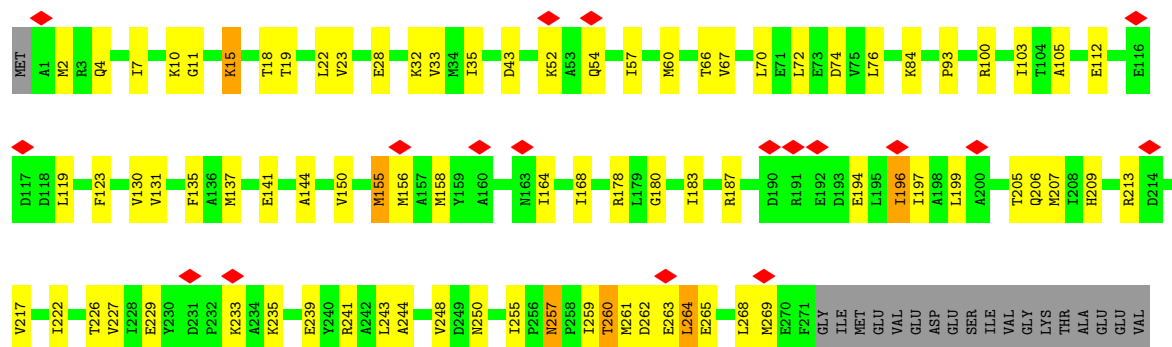 MET A1 M2 R3 Q4 I7 K10 G11 K15 T18 T19 L22 V23 E28 K32 V33 M34 I35 D43 K52 A53 Q54 I57 M60 T66 V67 L70 E71 L72 E73 D74 V75 L76 K84 P93 R100 I103 T104 A105 E112 E116
D117 D118 L119 F123 V130 V131 F135 A136 M137 E141 A144 V150 M155 M156 A157 M158 Y159 A160 N163 I164 I168 R178 L179 G180 I183 R187 D190 R191 E192 D193 E194 L195 I196 I197 A198 L199 A200 T205 Q206 M207 I208 H209 R213 D214
V217 I222 T226 V227 I228 E229 Y230 D231 P232 K233 A234 K235 E239 Y240 R241 A242 L243 A244 V248 D249 N250 I255 P256 N257 P258 I259 T260 M261 D262 E263 L264 E265 L268 M269 E270 F271 GLY ILE MET GLU VAL GLU ASP GLU SER ILE VAL GLY LYS THR ALA GLU GLU VAL